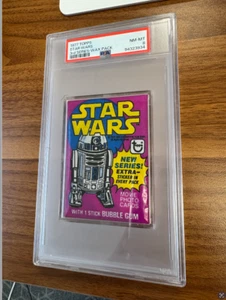 1977 TOPPS
STAR WARS
NM-MT
8
PSA
STAR
WARS
NEW
SERIES!
EXTRA-
STICKER IN
EVERY PACK
MOVIE
PHOTO
CARDS
WITH 1 STICK BUBBLE GUM